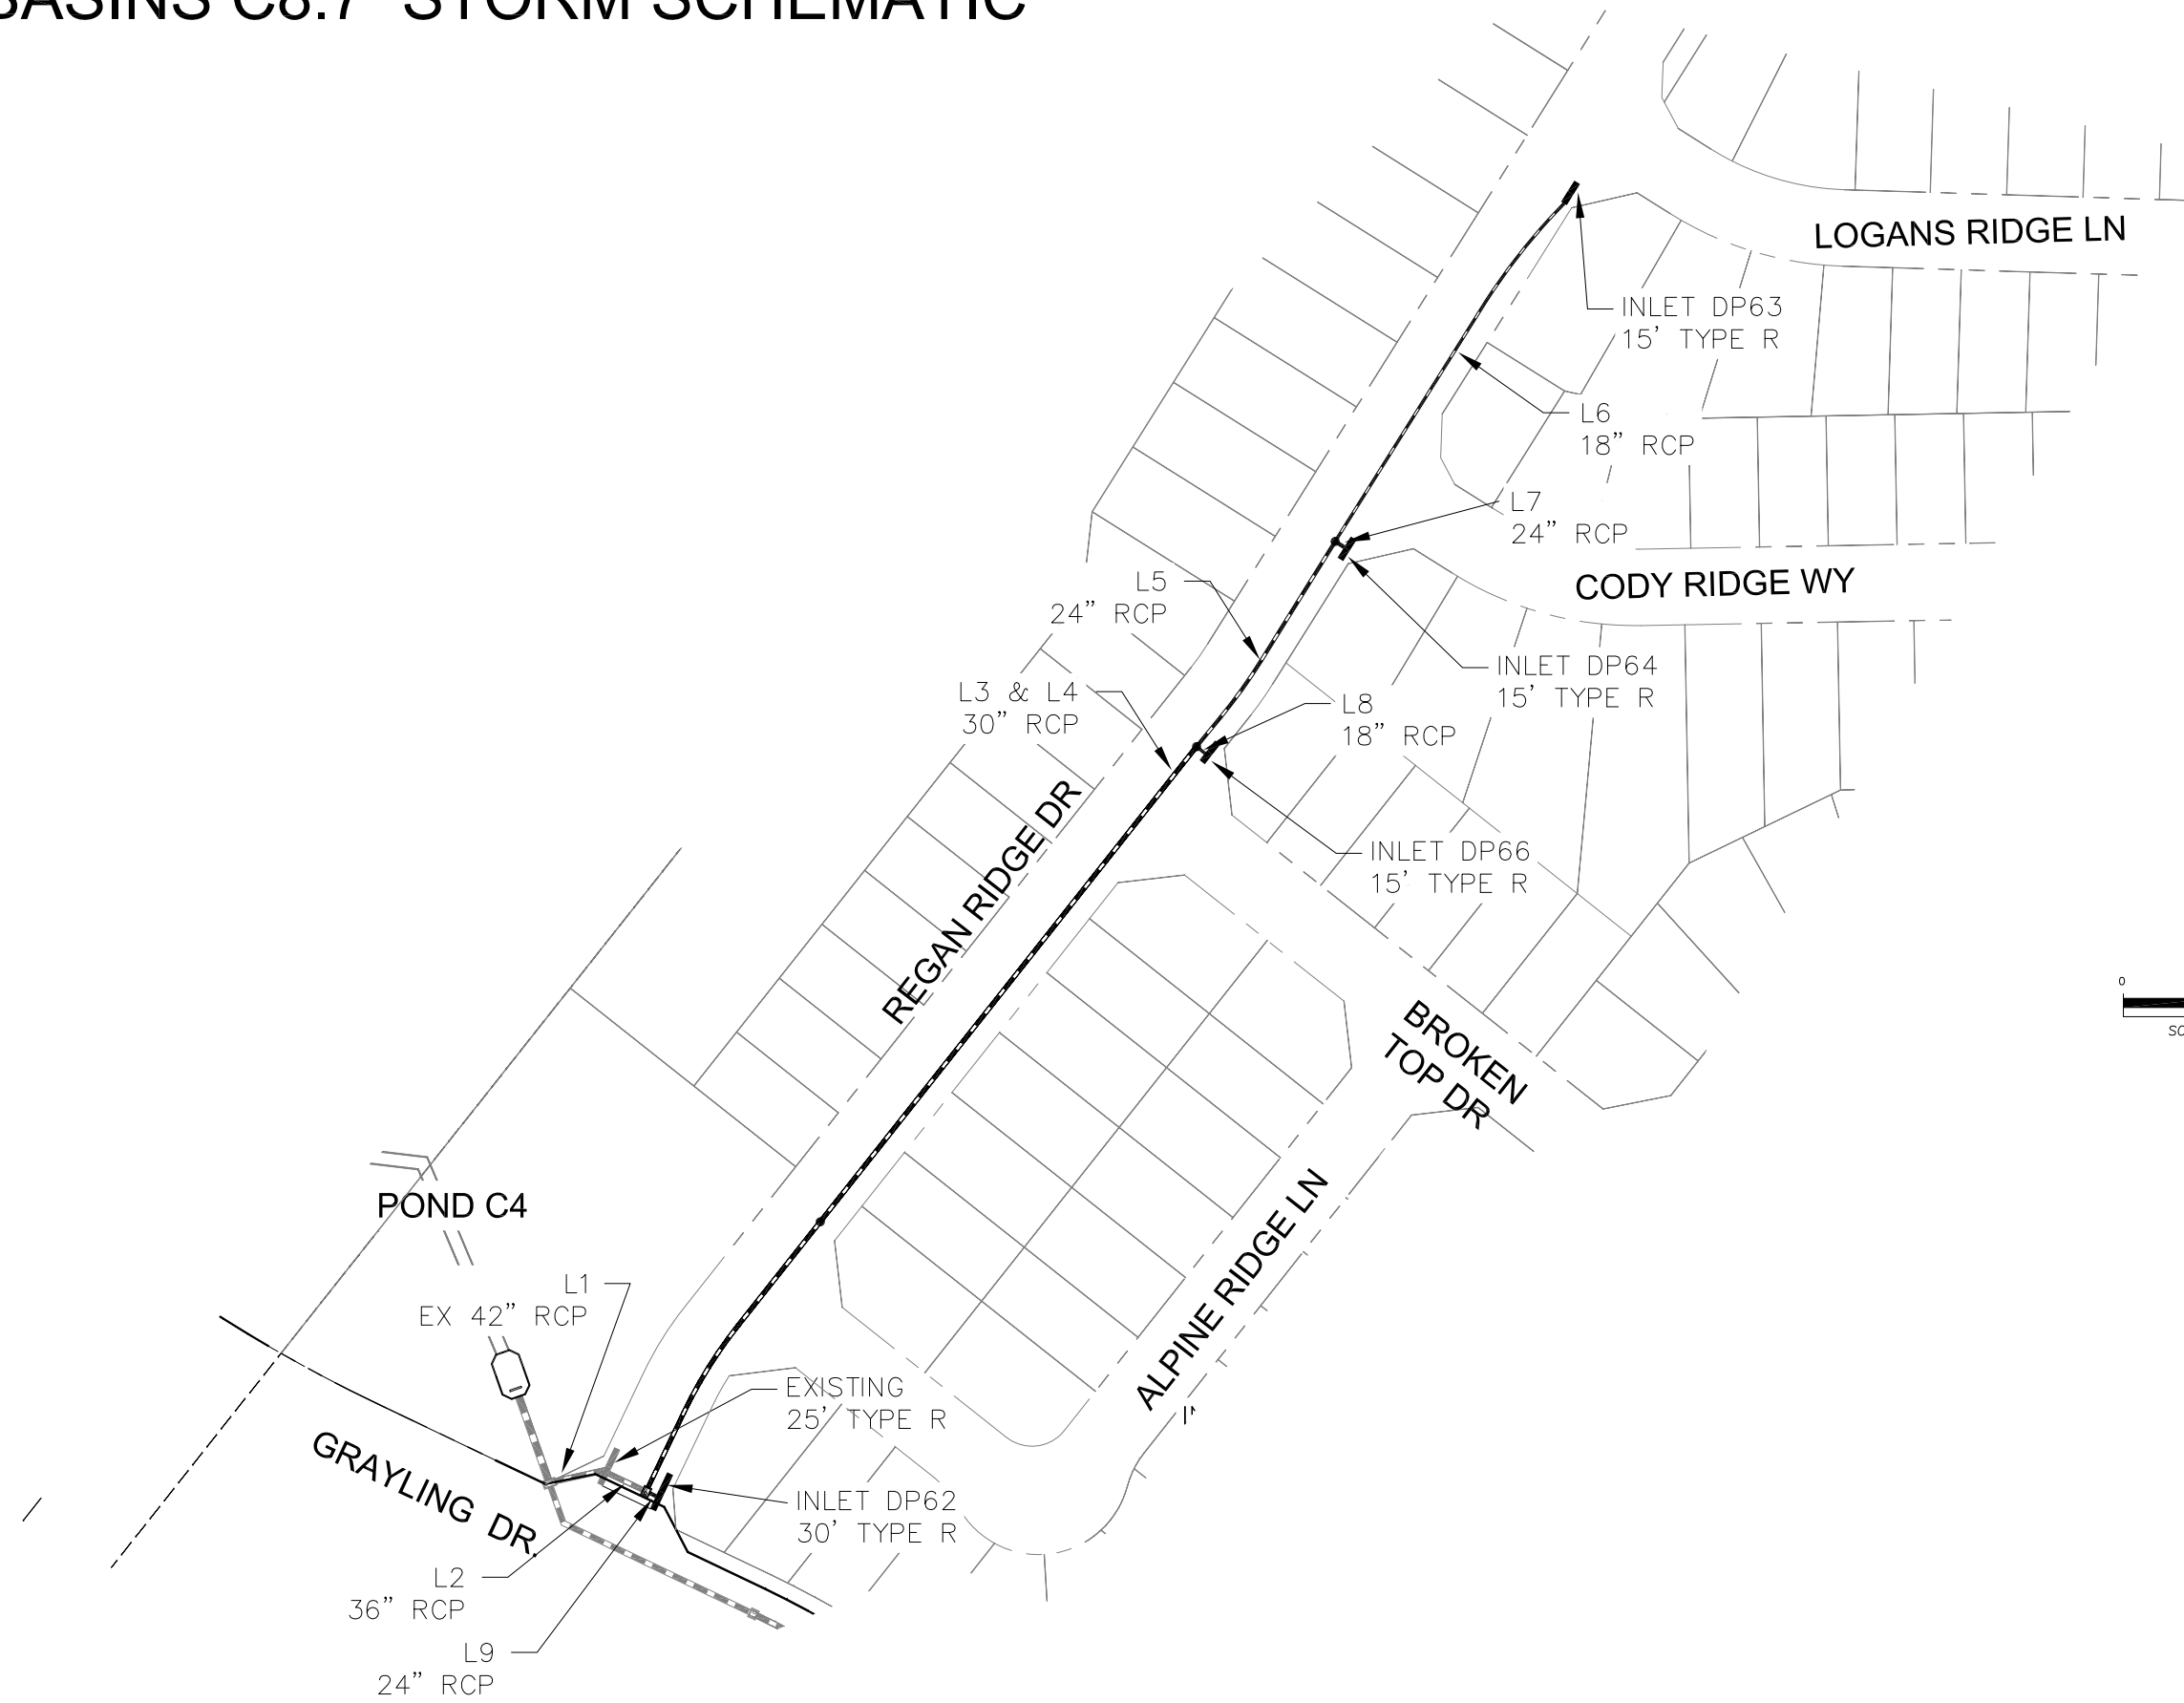 STORM SCHEMATIC
LOGANS RIDGE LN
INLET DP63
15' TYPE R
L6
18" RCP
L7
24" RCP
CODY RIDGE WY
L5
24" RCP
INLET DP64
15' TYPE R
L3 & L4
30" RCP
L8
18" RCP
REGAN RIDGE DR
INLET DP66
15' TYPE R
0
BROKEN
TOP DR
POND C4
ALPINE RIDGE LN
L1
EX 42" RCP
EXISTING
25' TYPE R
GRAYLING DR.
INLET DP62
30' TYPE R
L2
36" RCP
L9
24" RCP